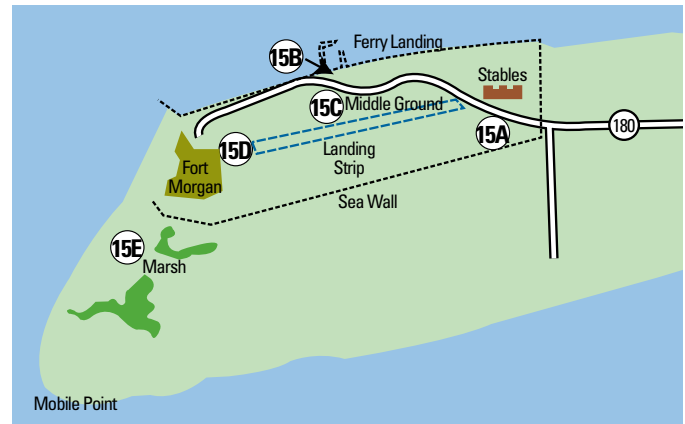 Ferry Landing
15B
Stables
15C
Middle Ground
180
15A
15D
Landing
Strip
Fort
Morgan
Sea Wall
15E
Marsh
Mobile Point